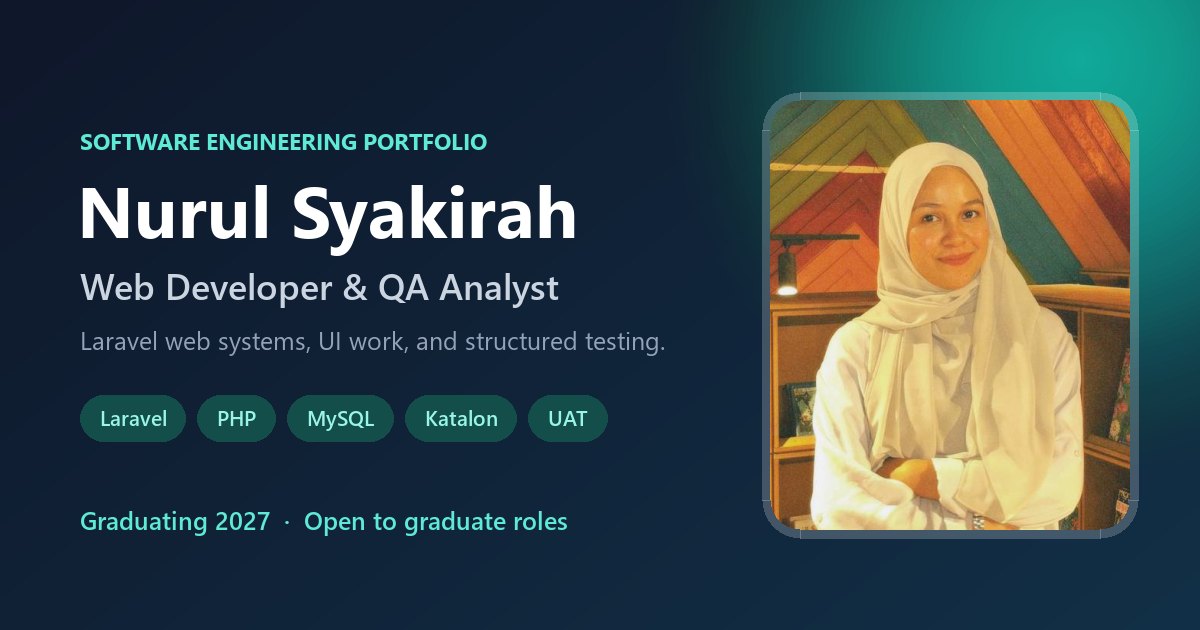 SOFTWARE ENGINEERING PORTFOLIO
Nurul Syakirah
Web Developer & QA Analyst
Laravel web systems, UI work, and structured testing.
Laravel PHP MySQL Katalon UAT
Graduating 2027 · Open to graduate roles